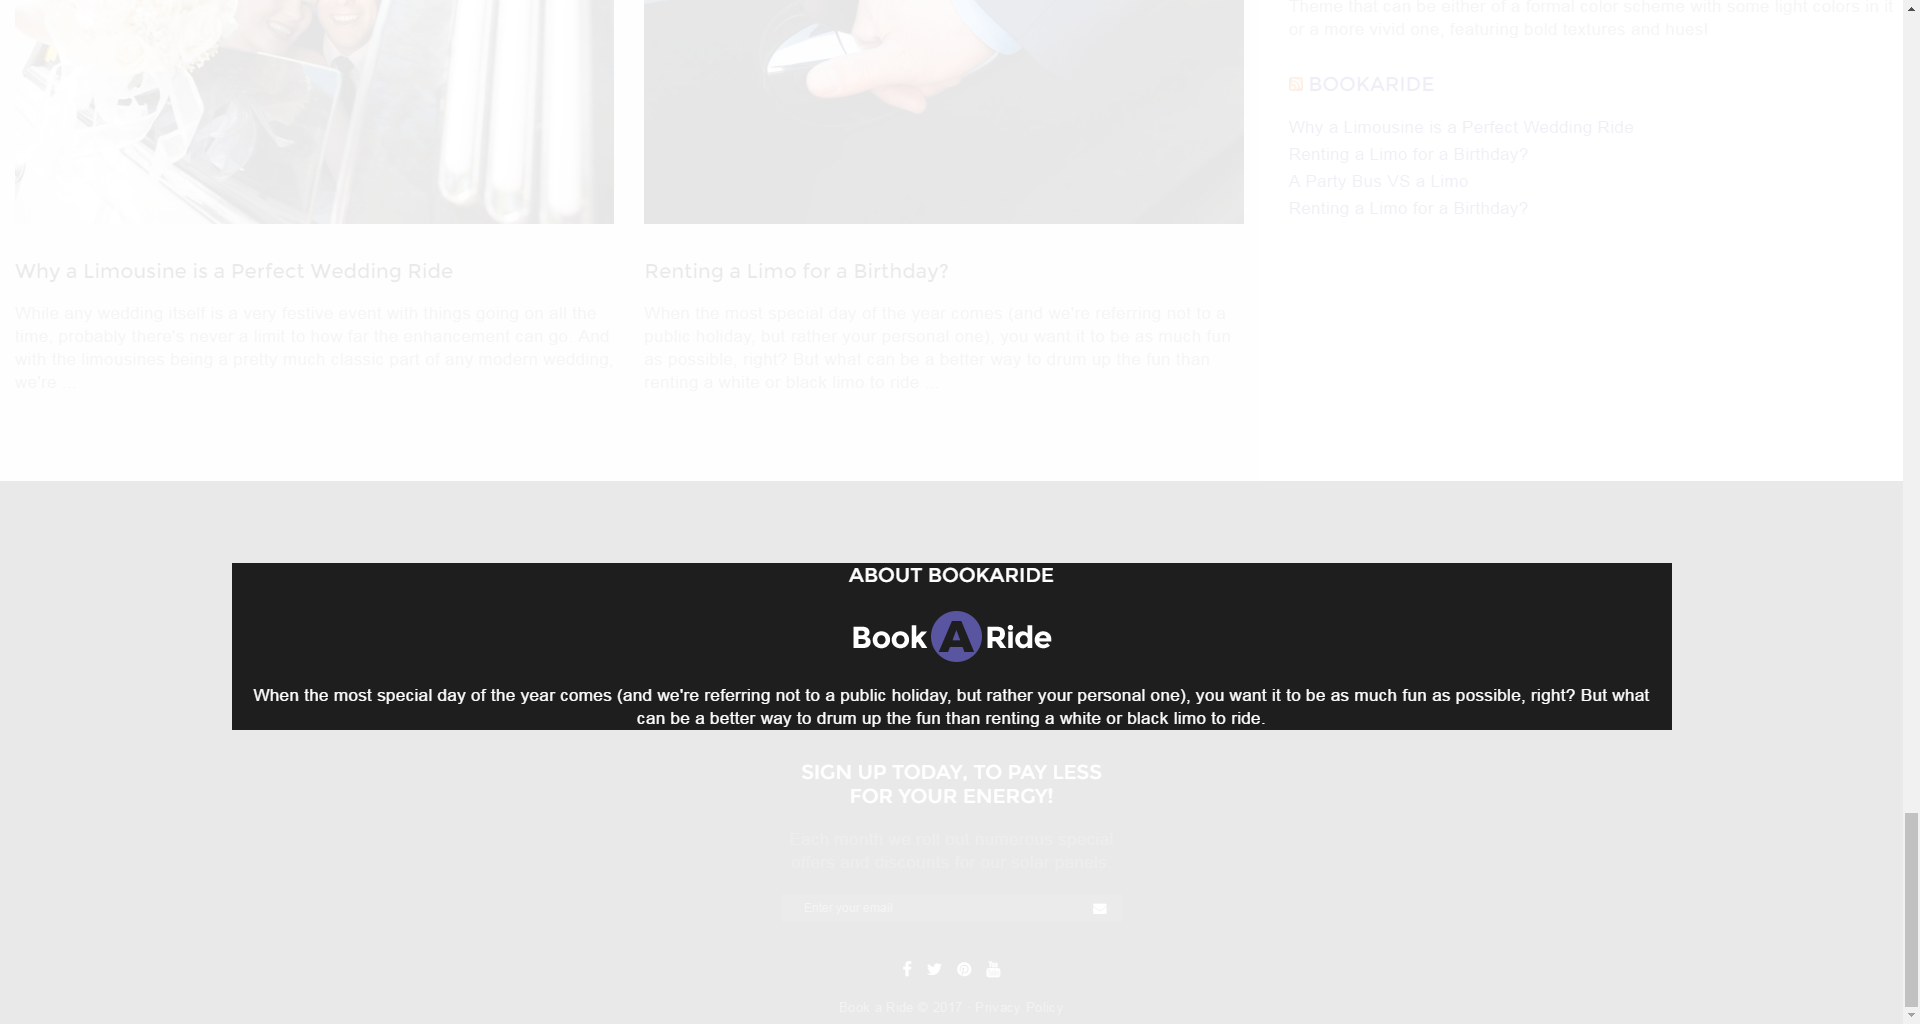 Theme that can be either of a formal color scheme with some light colors in it
or a more vivid one, featuring bold textures and hues!
BOOKARIDE
Why a Limousine is a Perfect Wedding Ride
Renting a Limo for a Birthday?
A Party Bus VS a Limo
Renting a Limo for a Birthday?
Why a Limousine is a Perfect Wedding Ride
While any wedding itself is a very festive event with things going on all the
time, probably there's never a limit to how far the enhancement can go. And
with the limousines being a pretty much classic part of any modern wedding,
we're...
Renting a Limo for a Birthday?
When the most special day of the year comes (and we're referring not to a
public holiday, but rather your personal one), you want it to be as much fun
as possible, right? But what can be a better way to drum up the fun than
renting a white or black limo to ride
ABOUT BOOKARIDE
Book A Ride
When the most special day of the year comes (and we're referring not to a public holiday, but rather your personal one), you want it to be as much fun as possible, right? But what
can be a better way to drum up the fun than renting a white or black limo to ride.
SIGN UP TODAY, TO PAY LESS
FOR YOUR ENERGY!
Each month we roll out numerous special
offers and discounts for our solar panels.
Enter your email
Book a Ride © 2017 Privacy Policy